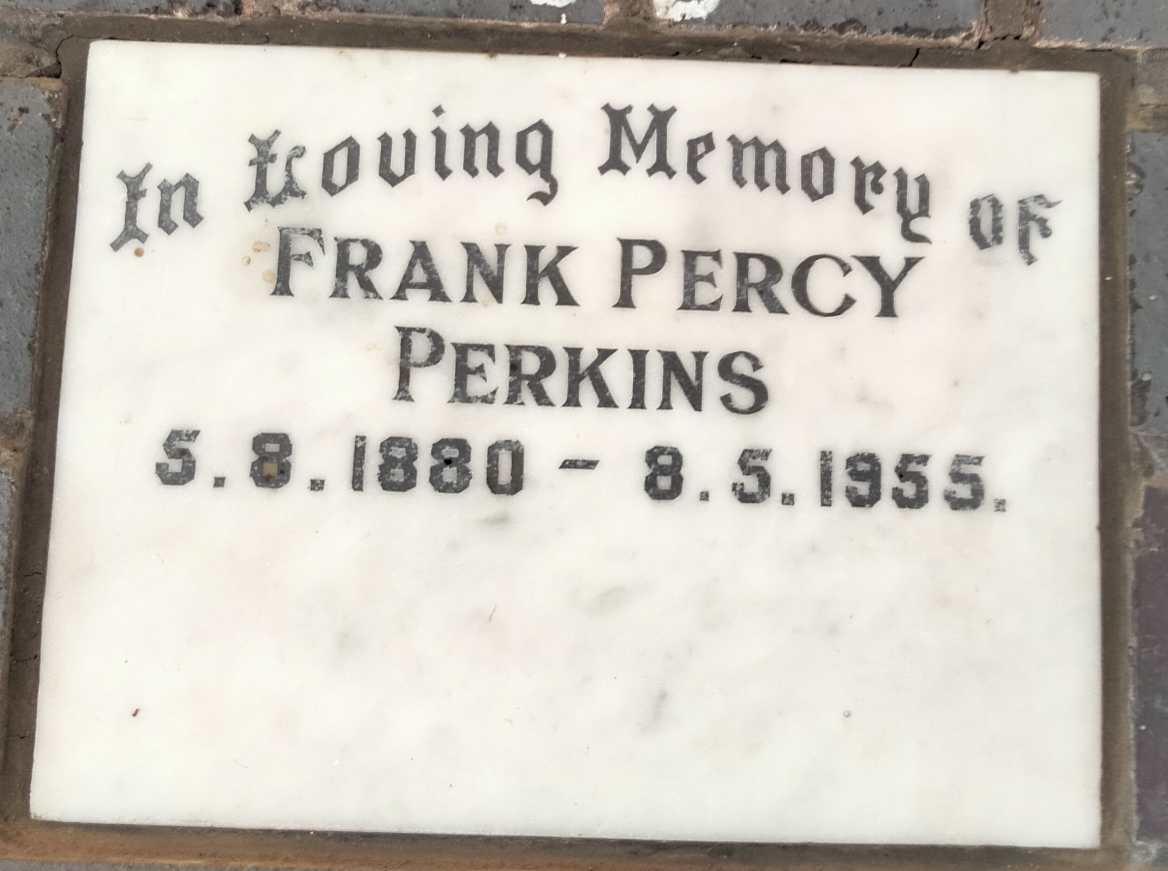 In Loving Memory of
FRANK PERCY
PERKINS
5.8.1880 - 8.5.1955.